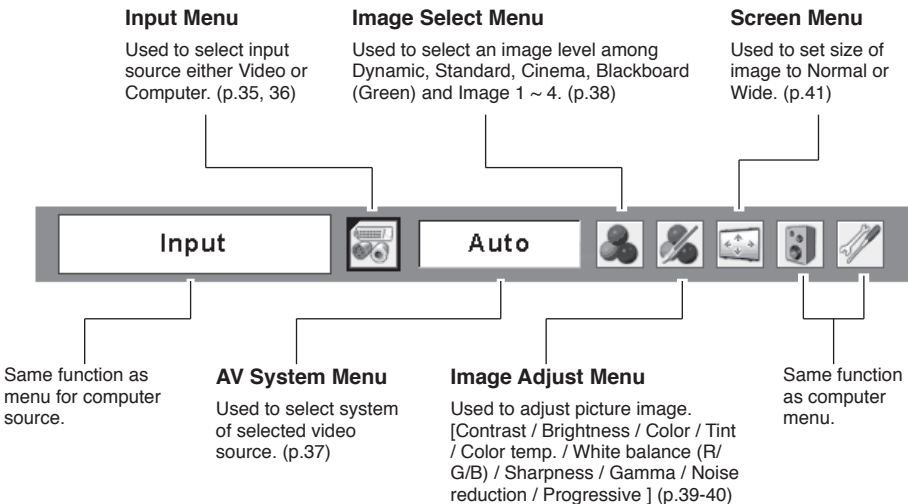 Input Menu
Used to select input
source either Video or
Computer. (p.35, 36)
Image Select Menu
Used to select an image level among
Dynamic, Standard, Cinema, Blackboard
(Green) and Image 1 ~ 4. (p.38)
Screen Menu
Used to set size of
image to Normal or
Wide. (p.41)
Input
Auto
Same function as
menu for computer
source.
AV System Menu
Used to select system
of selected video
source. (p.37)
Image Adjust Menu
Used to adjust picture image.
[Contrast / Brightness / Color / Tint
/ Color temp. / White balance (R/
G/B) / Sharpness / Gamma / Noise
reduction / Progressive ] (p.39-40)
Same function
as computer
menu.